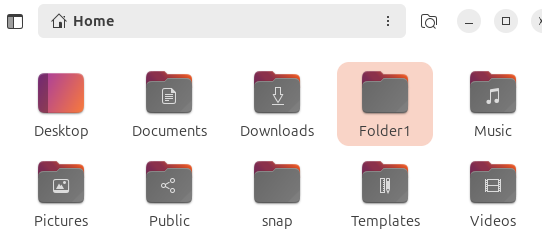 Home
Desktop Documents Downloads Folder1 Music
Pictures Public snap Templates Videos